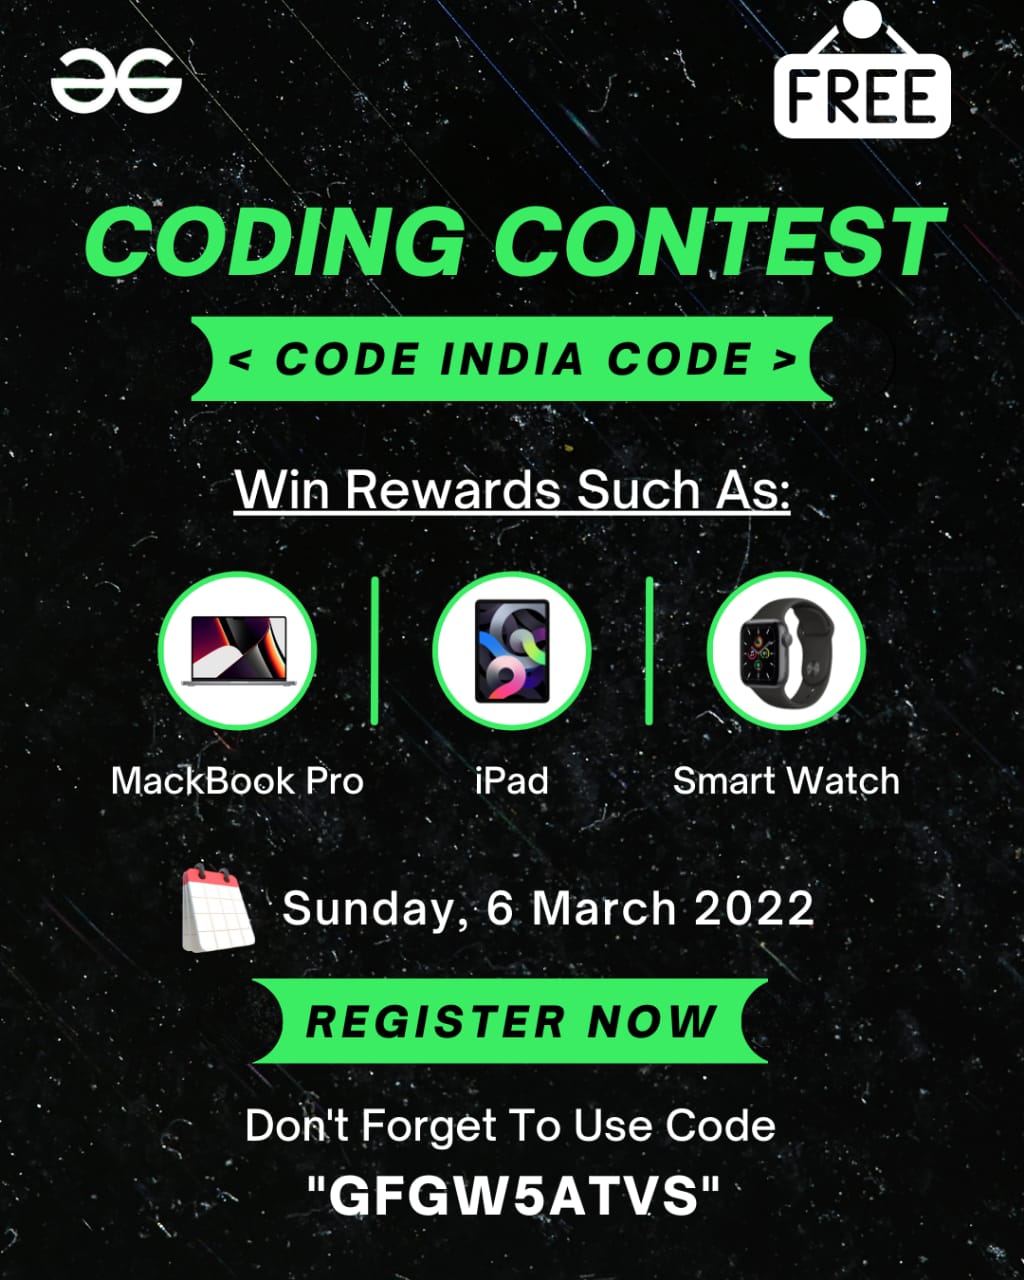 FREE
CODING CONTEST
< CODE INDIA CODE >
Win Rewards Such As:
MackBook Pro
iPad
Smart Watch
Sunday, 6 March 2022
REGISTER NOW
Don't Forget To Use Code
"GFGW5ATVS"